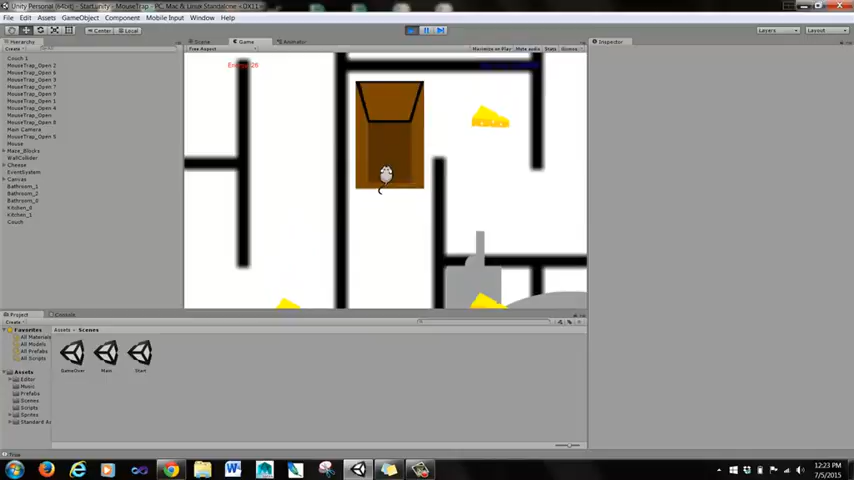 Unity Personal (64bit) - Start.unity - MouseTrap - PC, Mac & Linux Standalone <DX11>
File Edit Assets GameObject Component Mobile Input Window Help
Center Local Layers Layout
Hierarchy Scene Game Animator Inspector
Create Free Aspect Maximize on Play Mute audio Stats Gizmos
Couch 1
MouseTrap_Open 2
MouseTrap_Open 6
MouseTrap_Open 3
MouseTrap_Open 7
MouseTrap_Open 9
MouseTrap_Open 1
MouseTrap_Open 4
MouseTrap_Open
MouseTrap_Open 8
Main Camera
MouseTrap_Open 5
Mouse
Maze_Blocks
WallCollider
Cheese
EventSystem
Canvas
Bathroom_1
Bathroom_2
Bathroom_0
Kitchen_0
Kitchen_1
Couch
Project Console
Create
Favorites
All Materials
All Models
All Prefabs
All Scripts
Assets
Editor
Music
Prefabs
Scenes
Scripts
Sprites
Standard As
Assets Scenes
GameOver Main Start
True
12:23 PM
7/5/2015